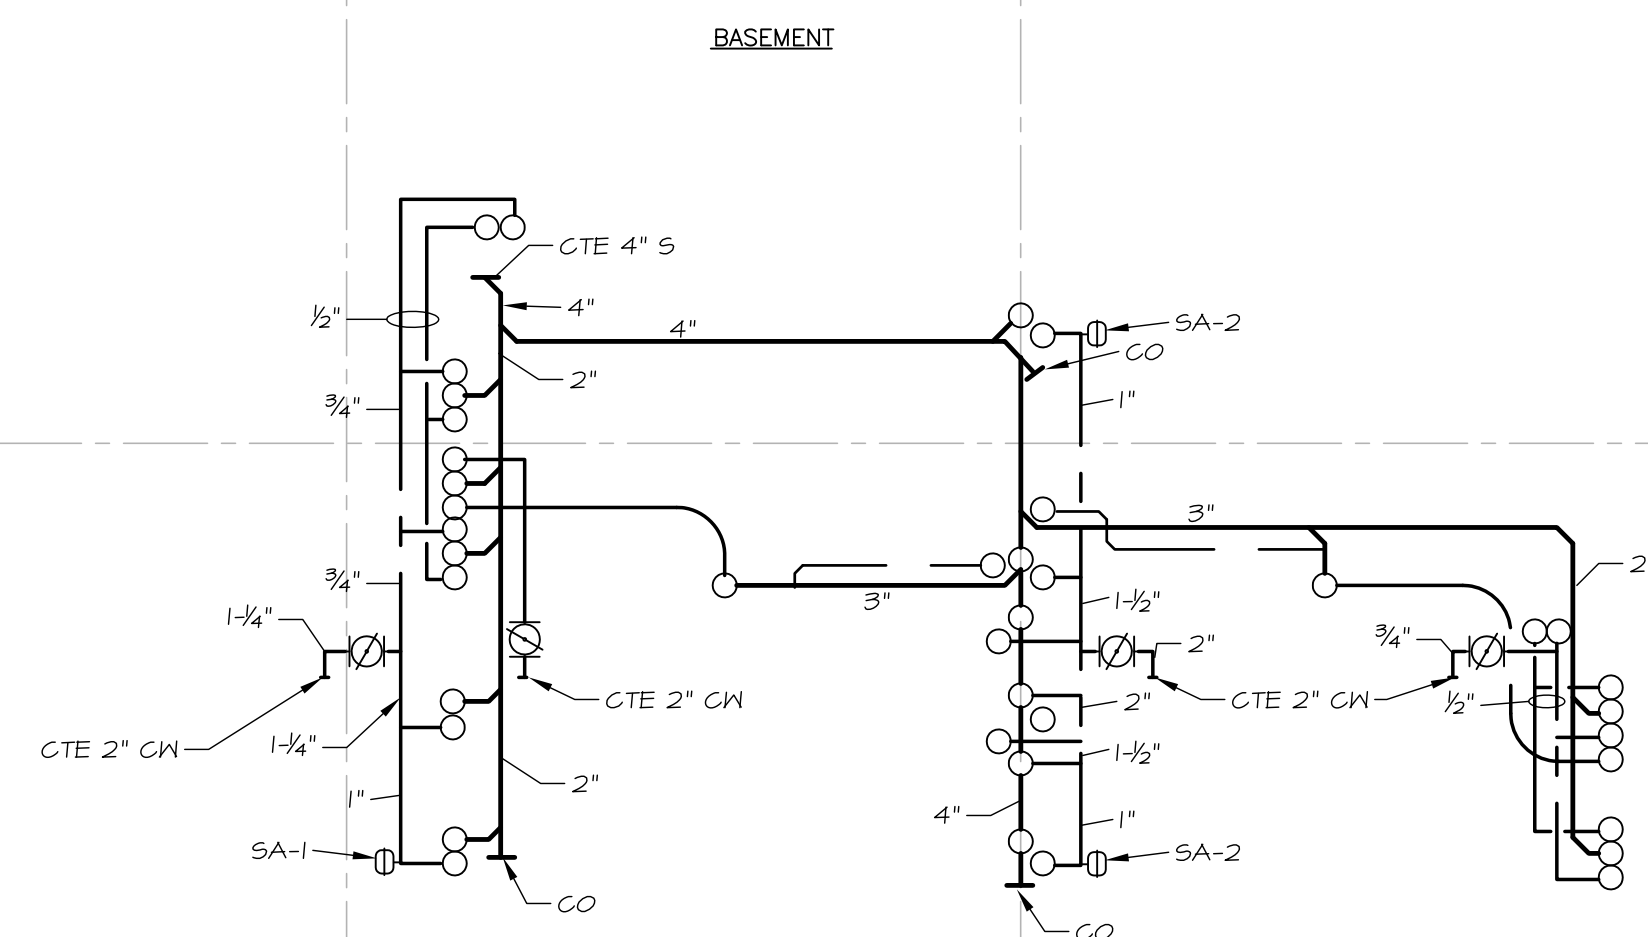 BASEMENT
CTE 4" S
4"
1/2"
4"
SA-2
CO
2"
1"
3/4"
3"
2
3/4"
3"
1-1/2"
1-1/4"
2"
3/4"
CTE 2" CW
2"
CTE 2" CW
1/2"
1-1/4"
CTE 2" CW
1-1/2"
2"
1"
4"
1"
SA-1
SA-2
CO
CO